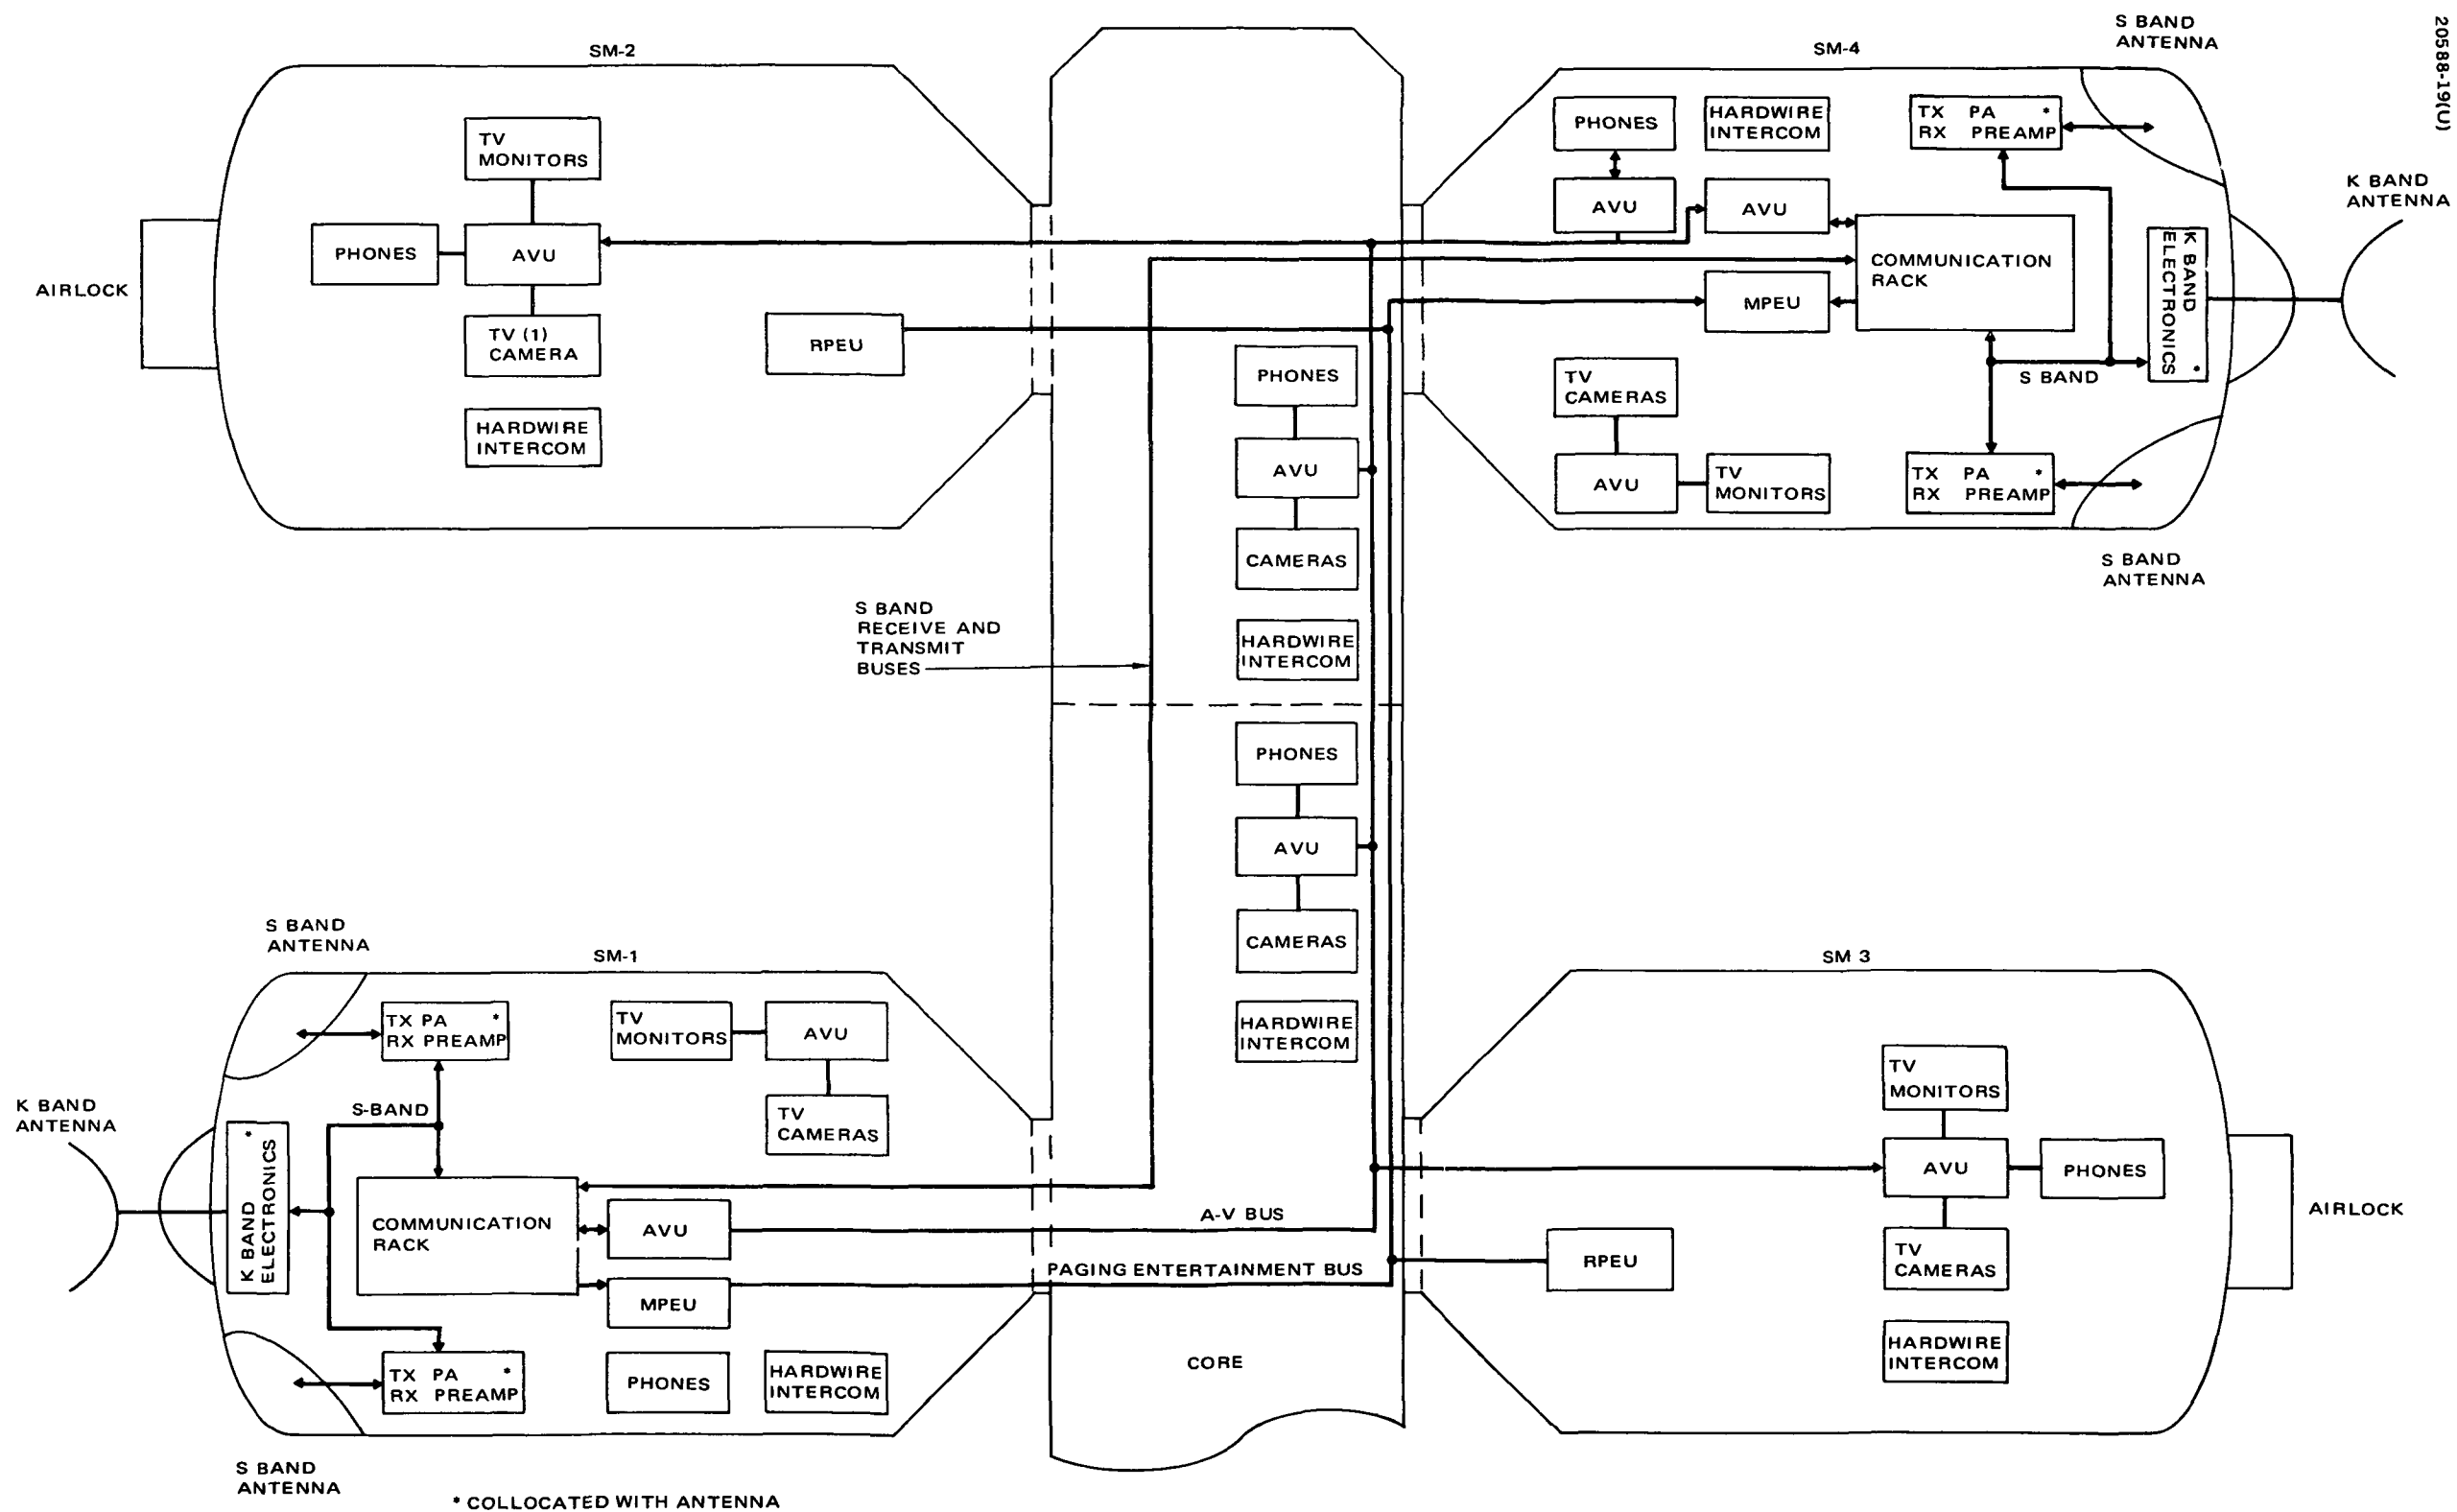 20588-19(U)
SM-2
TV
MONITORS
PHONES
AVU
TV (1)
CAMERA
HARDWIRE
INTERCOM
RPEU
AIRLOCK
SM-4
S BAND
ANTENNA
K BAND
ANTENNA
PHONES
HARDWIRE
INTERCOM
TX PA *
RX PREAMP
AVU
AVU
COMMUNICATION
RACK
MPEU
K BAND
ELECTRONICS *
S BAND
TV
CAMERAS
AVU
TV
MONITORS
TX PA *
RX PREAMP
S BAND
ANTENNA
PHONES
AVU
CAMERAS
HARDWIRE
INTERCOM
S BAND
RECEIVE AND
TRANSMIT
BUSES
PHONES
AVU
CAMERAS
HARDWIRE
INTERCOM
S BAND
ANTENNA
SM-1
TX PA *
RX PREAMP
TV
MONITORS
AVU
TV
CAMERAS
K BAND
ANTENNA
S-BAND
K BAND *
ELECTRONICS
COMMUNICATION
RACK
AVU
MPEU
A-V BUS
PAGING ENTERTAINMENT BUS
TX PA *
RX PREAMP
PHONES
HARDWIRE
INTERCOM
S BAND
ANTENNA
CORE
SM 3
TV
MONITORS
AVU
PHONES
TV
CAMERAS
RPEU
HARDWIRE
INTERCOM
AIRLOCK
* COLLOCATED WITH ANTENNA